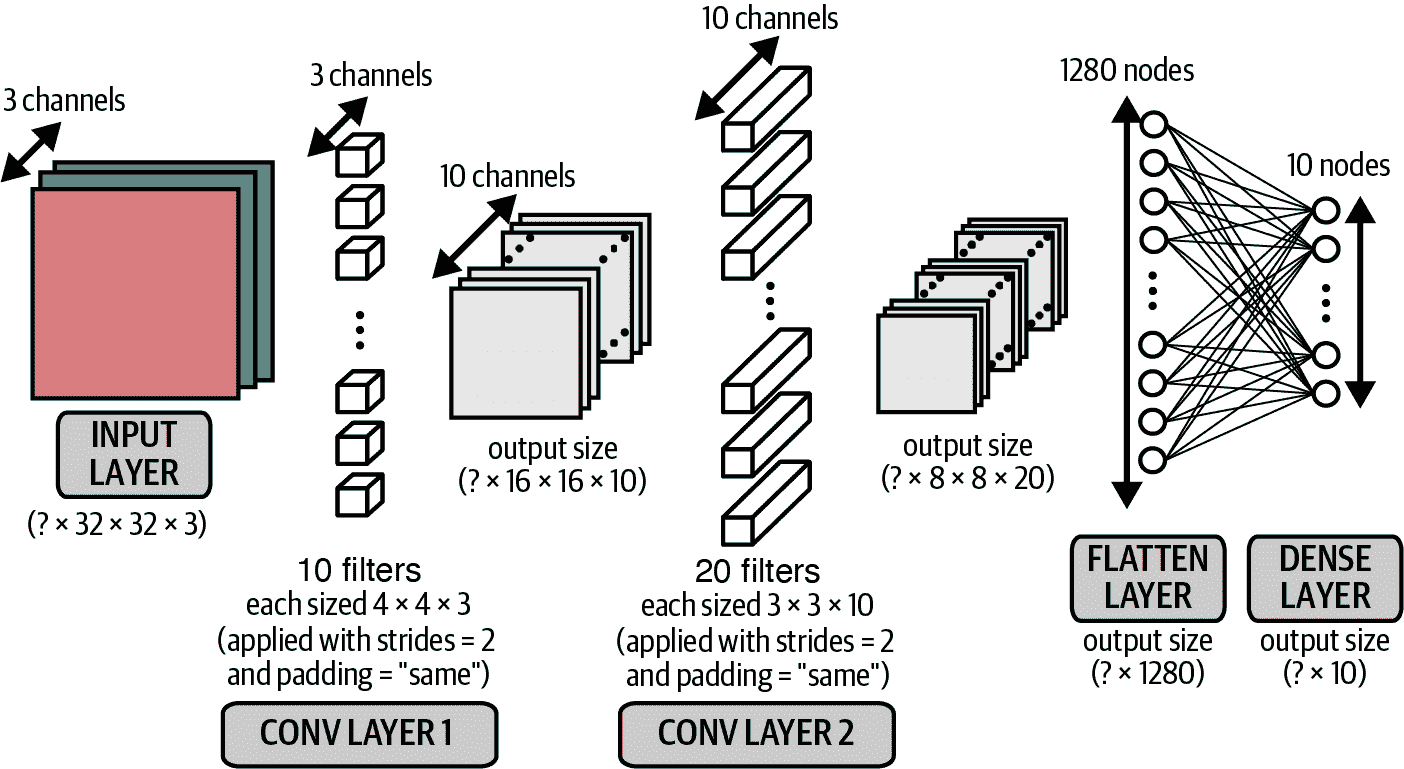 3 channels
INPUT
LAYER
(? × 32 × 32 × 3)
3 channels
10 filters
each sized 4 × 4 × 3
(applied with strides = 2
and padding = "same")
CONV LAYER 1
10 channels
output size
(? × 16 × 16 × 10)
10 channels
20 filters
each sized 3 × 3 × 10
(applied with strides = 2
and padding = "same")
CONV LAYER 2
output size
(? × 8 × 8 × 20)
1280 nodes
FLATTEN
LAYER
output size
(? × 1280)
10 nodes
DENSE
LAYER
output size
(? × 10)